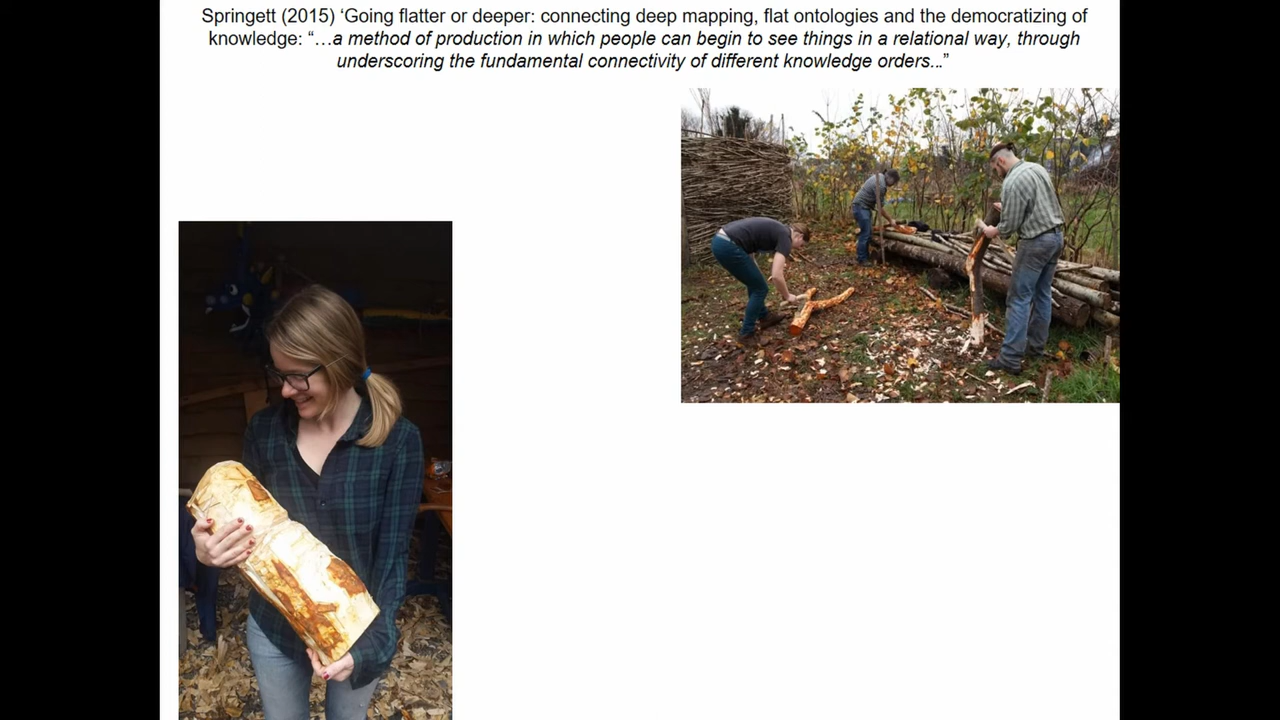 Springett (2015) ‘Going flatter or deeper: connecting deep mapping, flat ontologies and the democratizing of
knowledge: “…a method of production in which people can begin to see things in a relational way, through
underscoring the fundamental connectivity of different knowledge orders...”